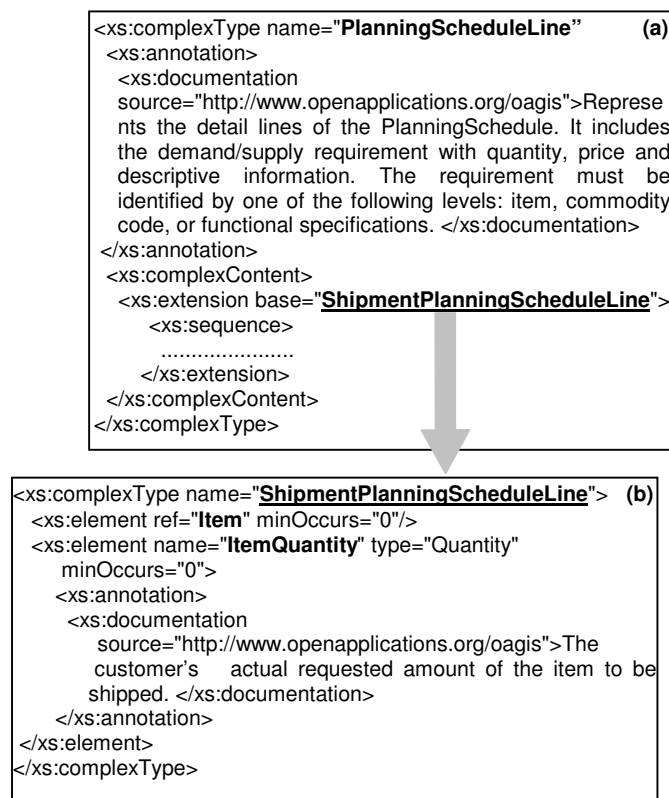 <xs:complexType name="PlanningScheduleLine” (a)
<xs:annotation>
<xs:documentation
source="http://www.openapplications.org/oagis">Represe
nts the detail lines of the PlanningSchedule. It includes
the demand/supply requirement with quantity, price and
descriptive information. The requirement must be
identified by one of the following levels: item, commodity
code, or functional specifications. </xs:documentation>
</xs:annotation>
<xs:complexContent>
<xs:extension base="ShipmentPlanningScheduleLine">
<xs:sequence>
......................
</xs:extension>
</xs:complexContent>
</xs:complexType>
<xs:complexType name="ShipmentPlanningScheduleLine"> (b)
<xs:element ref="Item" minOccurs="0"/>
<xs:element name="ItemQuantity" type="Quantity"
minOccurs="0">
<xs:annotation>
<xs:documentation
source="http://www.openapplications.org/oagis">The
customer’s actual requested amount of the item to be
shipped. </xs:documentation>
</xs:annotation>
</xs:element>
</xs:complexType>